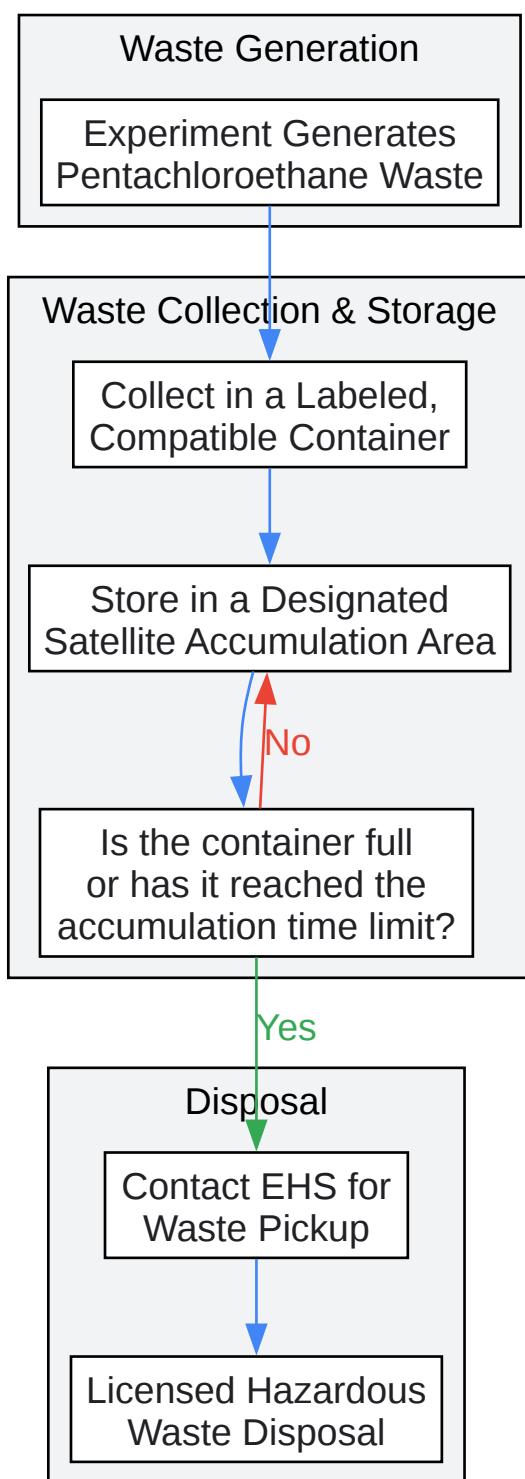 Waste Generation
Experiment Generates
Pentachloroethane Waste
Waste Collection & Storage
Collect in a Labeled,
Compatible Container
Store in a Designated
Satellite Accumulation Area
No
Is the container full
or has it reached the
accumulation time limit?
Yes
Disposal
Contact EHS for
Waste Pickup
Licensed Hazardous
Waste Disposal